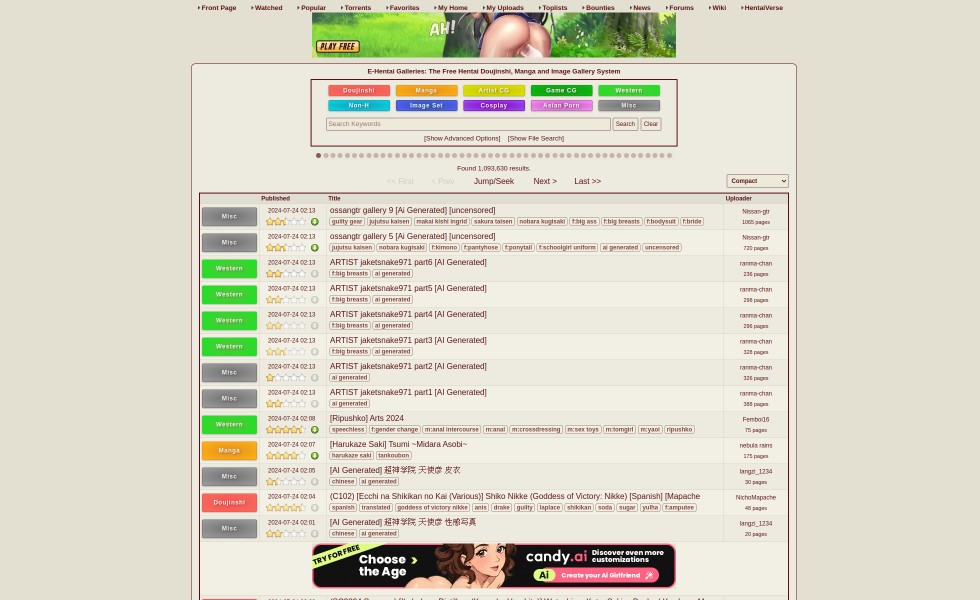 Front Page Watched Popular Torrents Favorites My Home My Uploads Toplists Bounties News Forums Wiki HentaiVerse
AH!
PLAY FREE
E-Hentai Galleries: The Free Hentai Doujinshi, Manga and Image Gallery System
Doujinshi Manga Artist CG Game CG Western
Non-H Image Set Cosplay Asian Porn Misc
Search Keywords Search Clear
[Show Advanced Options] [Show File Search]
Found 1,093,630 results.
<< First < Prev Jump/Seek Next > Last >> Compact
Published Title Uploader
Misc 2024-07-24 02:13 ossangtr gallery 9 [Ai Generated] [uncensored] Nissan-gtr
guilty gear jujutsu kaisen makai kishi ingrid sakura taisen nobara kugisaki f:big ass f:big breasts f:bodysuit f:bride 1065 pages
Misc 2024-07-24 02:13 ossangtr gallery 5 [Ai Generated] [uncensored] Nissan-gtr
jujutsu kaisen nobara kugisaki f:kimono f:pantyhose f:ponytail f:schoolgirl uniform ai generated uncensored 720 pages
Western 2024-07-24 02:13 ARTIST jaketsnake971 part6 [AI Generated] ranma-chan
f:big breasts ai generated 236 pages
Western 2024-07-24 02:13 ARTIST jaketsnake971 part5 [AI Generated] ranma-chan
f:big breasts ai generated 298 pages
Western 2024-07-24 02:13 ARTIST jaketsnake971 part4 [AI Generated] ranma-chan
f:big breasts ai generated 296 pages
Western 2024-07-24 02:13 ARTIST jaketsnake971 part3 [AI Generated] ranma-chan
f:big breasts ai generated 328 pages
Misc 2024-07-24 02:13 ARTIST jaketsnake971 part2 [AI Generated] ranma-chan
ai generated 326 pages
Misc 2024-07-24 02:13 ARTIST jaketsnake971 part1 [AI Generated] ranma-chan
ai generated 388 pages
Western 2024-07-24 02:08 [Ripushko] Arts 2024 Femboi16
speechless f:gender change m:anal intercourse m:anal m:crossdressing m:sex toys m:tomgirl m:yaoi ripushko 75 pages
Manga 2024-07-24 02:07 [Harukaze Saki] Tsumi ~Midara Asobi~ nebula rains
harukaze saki tankoubon 175 pages
Misc 2024-07-24 02:05 [AI Generated] 超神学院 天使彦 皮衣 langzi_1234
chinese ai generated 30 pages
Doujinshi 2024-07-24 02:04 (C102) [Ecchi na Shikikan no Kai (Various)] Shiko Nikke (Goddess of Victory: Nikke) [Spanish] [Mapache NichoMapache
spanish translated goddess of victory nikke anis drake guilty laplace shikikan soda sugar yulha f:amputee 48 pages
Misc 2024-07-24 02:01 [AI Generated] 超神学院 天使彦 性感写真 langzi_1234
chinese ai generated 20 pages
TRY FOR FREE
Choose the Age
candy.ai Discover even more customizations
Ai Create your AI Girlfriend